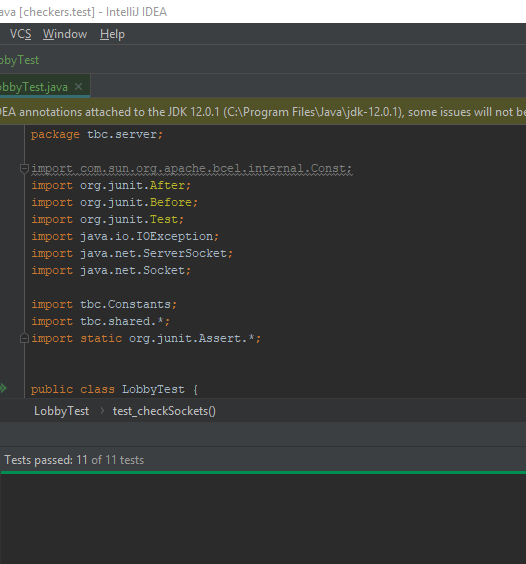 ava [checkers.test] - IntelliJ IDEA
VCS Window Help
obbyTest
obbyTest.java ×
DEA annotations attached to the JDK 12.0.1 (C:\Program Files\Java\jdk-12.0.1), some issues will not be
package tbc.server;
import com.sun.org.apache.bcel.internal.Const;
import org.junit.After;
import org.junit.Before;
import org.junit.Test;
import java.io.IOException;
import java.net.ServerSocket;
import java.net.Socket;
import tbc.Constants;
import tbc.shared.*;
import static org.junit.Assert.*;
public class LobbyTest {
LobbyTest › test_checkSockets()
Tests passed: 11 of 11 tests